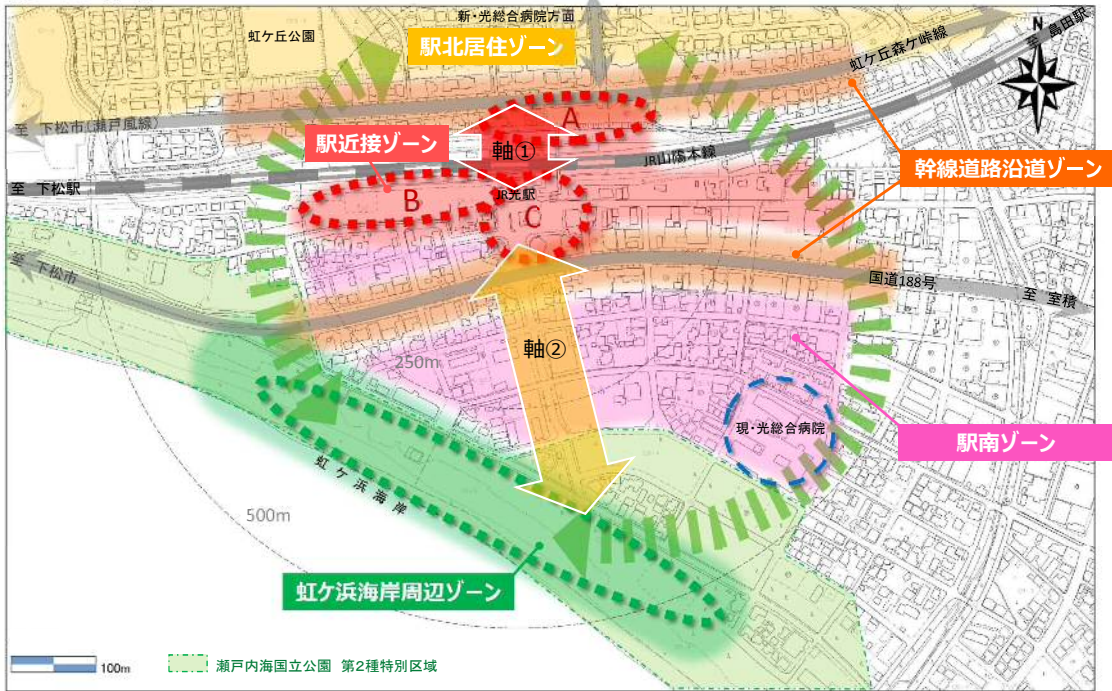 新・光総合病院方面
虹ケ丘公園
駅北居住ゾーン
N
至 島田駅
虹ケ丘森ケ峠線
至 下松市(瀬戸風線)
A
駅近接ゾーン
軸①
JR山陽本線
幹線道路沿道ゾーン
至 下松駅
JR光駅
B
C
至 下松市
国道188号
至 室積
軸②
250m
現・光総合病院
駅南ゾーン
虹ケ浜海岸
500m
虹ケ浜海岸周辺ゾーン
100m
瀬戸内海国立公園 第2種特別区域